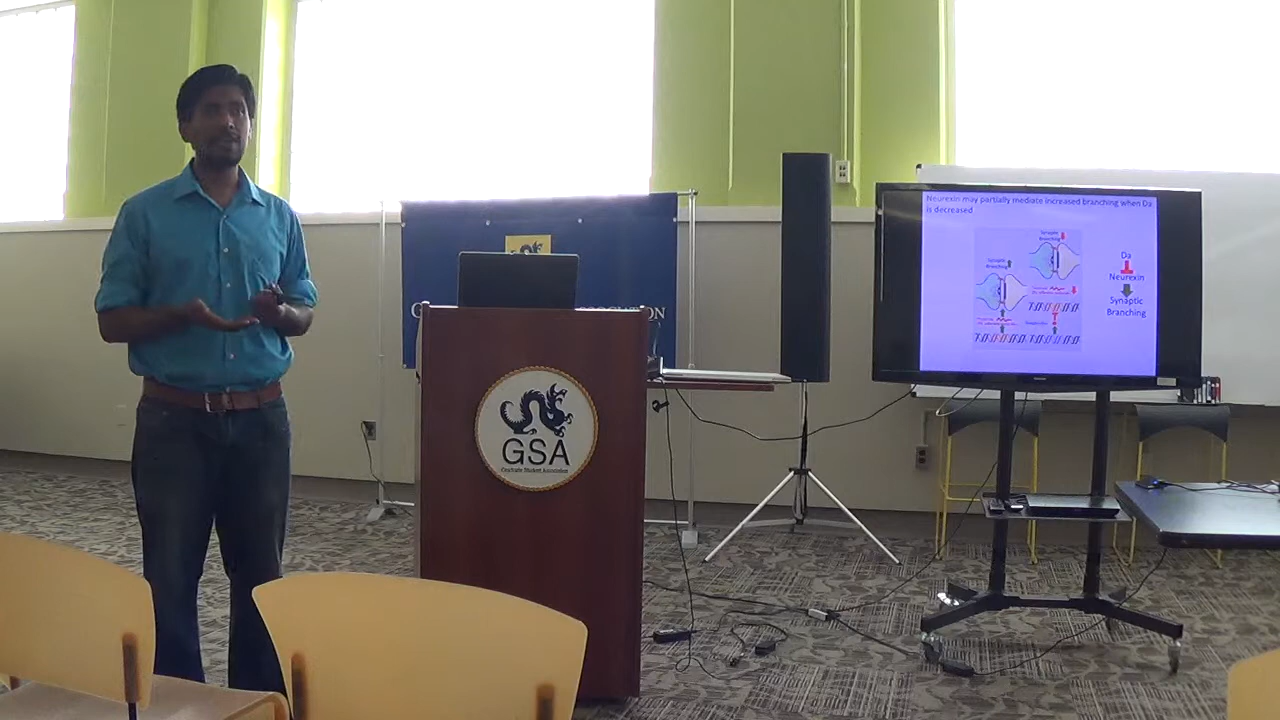 Neurexin may partially mediate increased branching when Da
is decreased
Synaptic
Branching
Synaptic
Branching
Da
Neurexin
Synaptic
Branching
GSA
Graduate Student Association